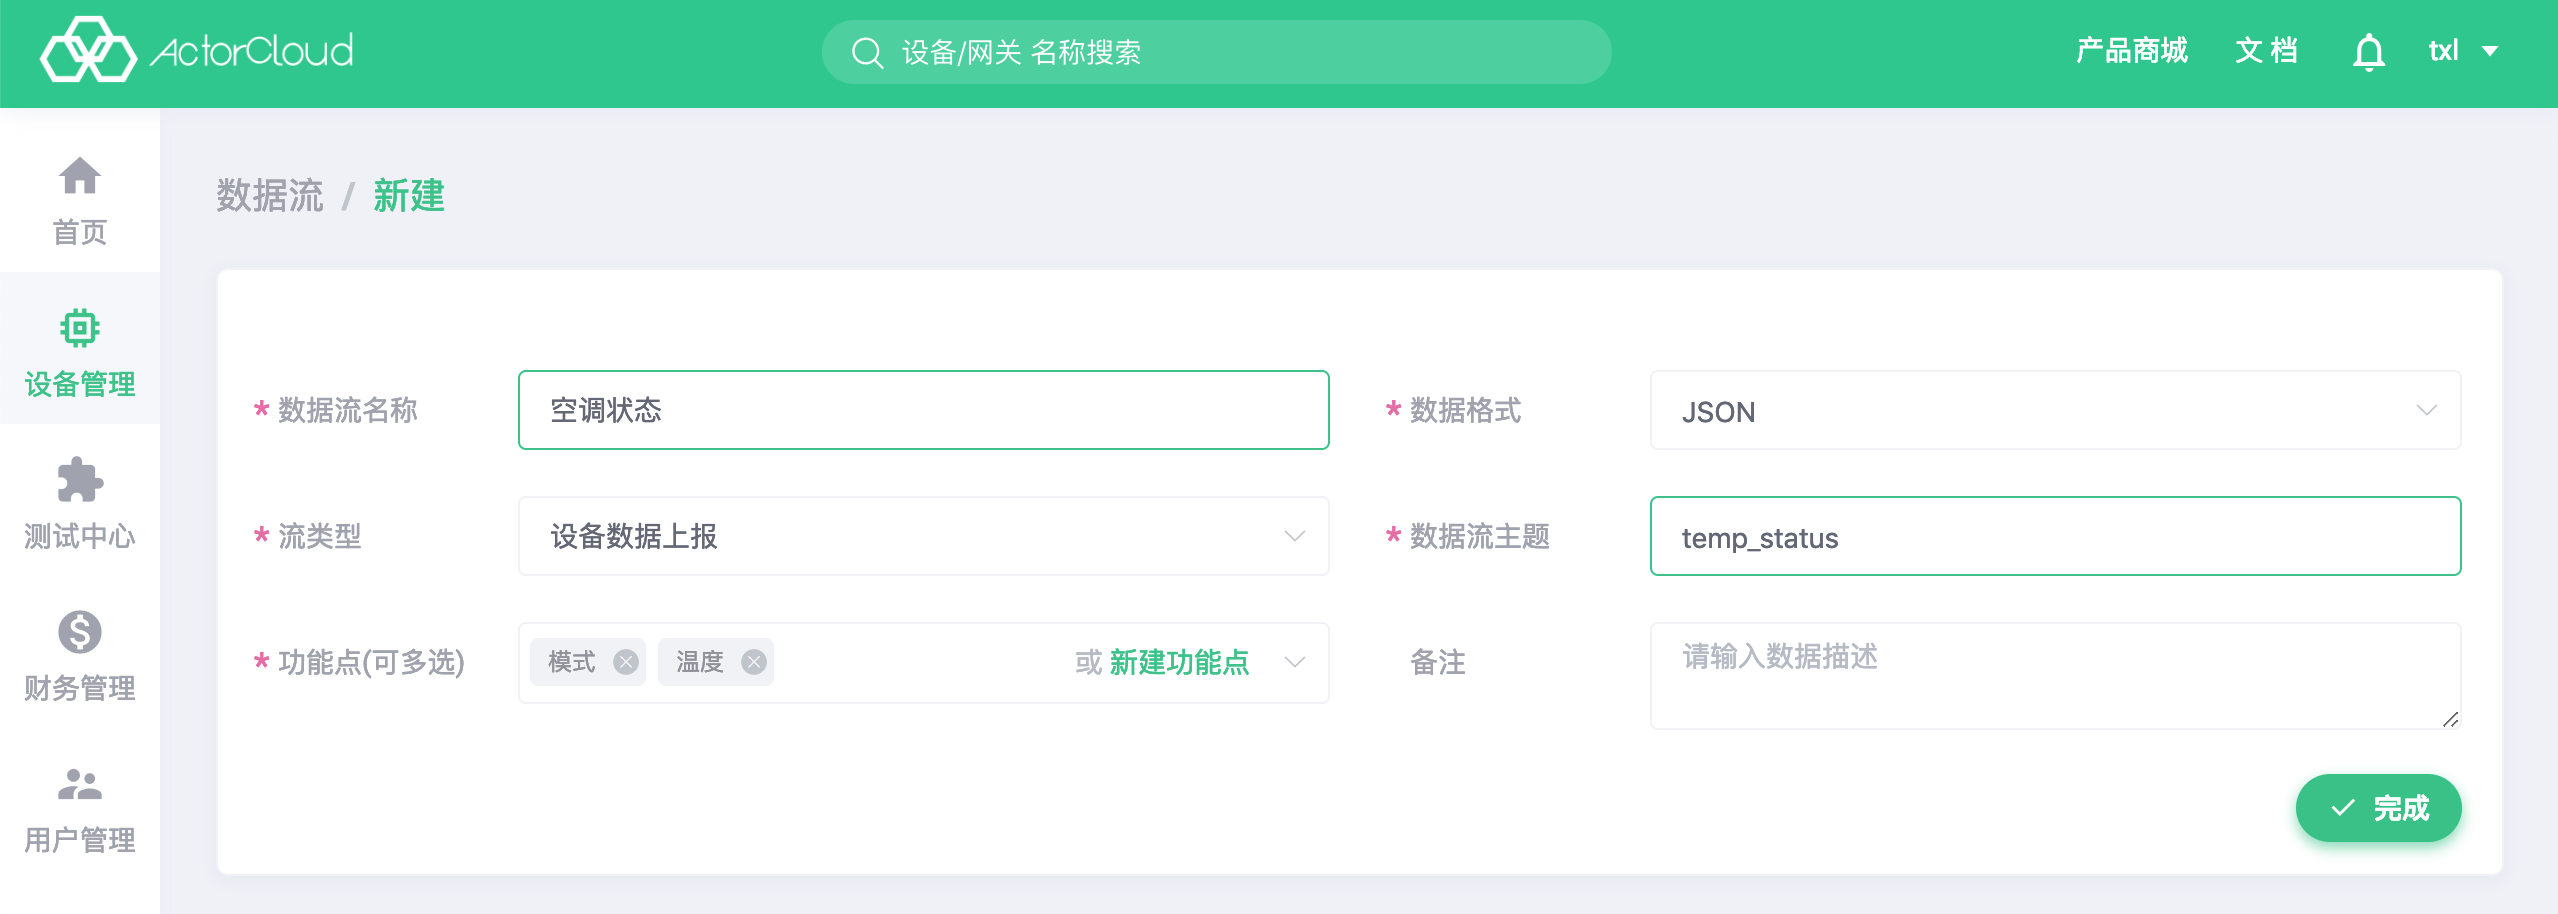 ActorCloud
设备/网关 名称搜索
产品商城
文 档
txl
首页
设备管理
测试中心
财务管理
用户管理
数据流 / 新建
* 数据流名称
空调状态
* 数据格式
JSON
* 流类型
设备数据上报
* 数据流主题
temp_status
* 功能点(可多选)
模式
温度
或 新建功能点
备注
请输入数据描述
完成